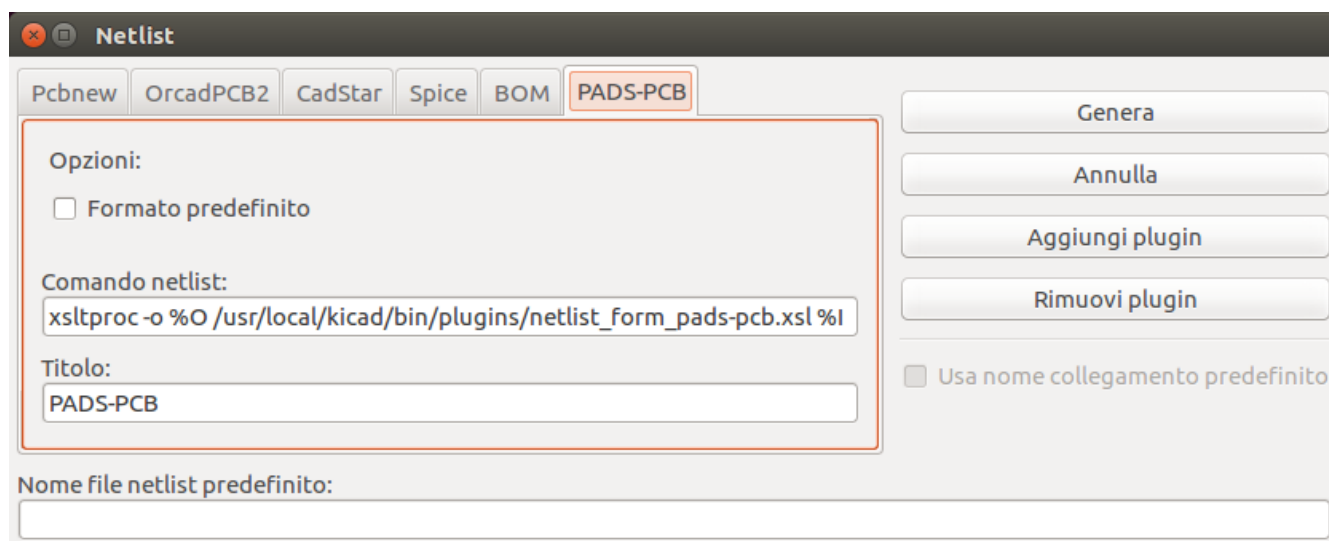 Netlist
Pcbnew OrcadPCB2 CadStar Spice BOM PADS-PCB
Opzioni:
Formato predefinito
Comando netlist:
xsltproc -o %O /usr/local/kicad/bin/plugins/netlist_form_pads-pcb.xsl %I
Titolo:
PADS-PCB
Genera
Annulla
Aggiungi plugin
Rimuovi plugin
Usa nome collegamento predefinito
Nome file netlist predefinito: